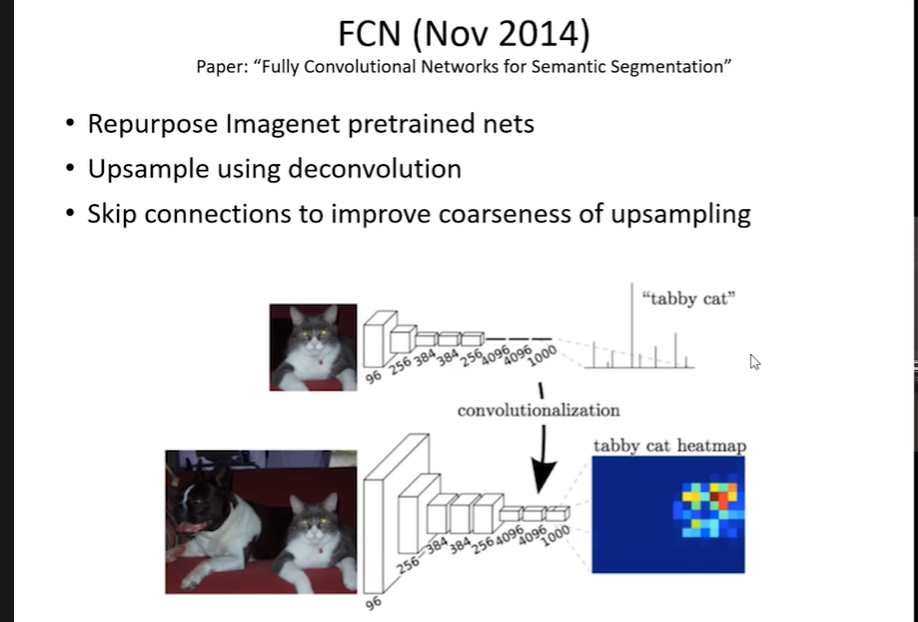 FCN (Nov 2014)
Paper: “Fully Convolutional Networks for Semantic Segmentation”
• Repurpose Imagenet pretrained nets
• Upsample using deconvolution
• Skip connections to improve coarseness of upsampling
“tabby cat”
96 256 384 384 256 4096 4096 1000
convolutionalization
tabby cat heatmap
96 256 384 384 256 4096 4096 1000